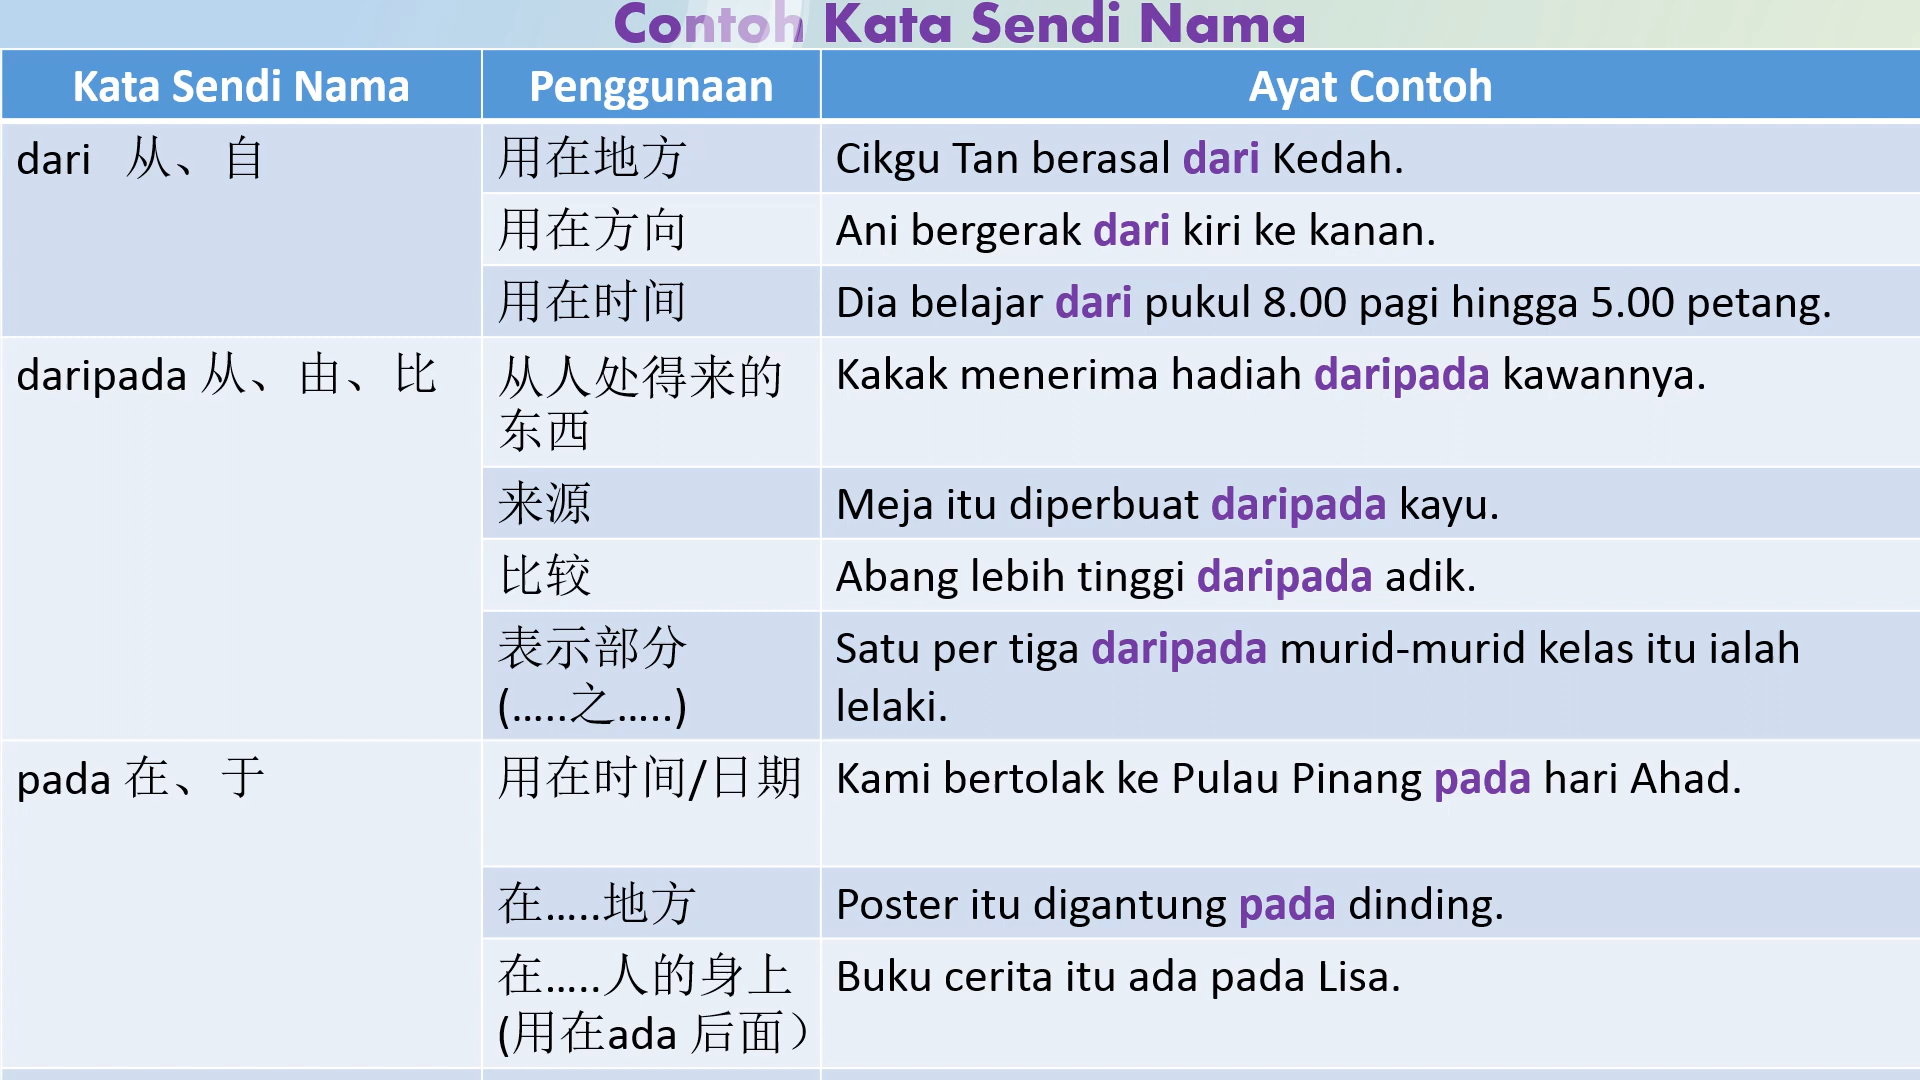 Contoh Kata Sendi Nama
Kata Sendi Nama
Penggunaan
Ayat Contoh
dari 从、自
用在地方
Cikgu Tan berasal dari Kedah.
用在方向
Ani bergerak dari kiri ke kanan.
用在时间
Dia belajar dari pukul 8.00 pagi hingga 5.00 petang.
daripada 从、由、比
从人处得来的
东西
Kakak menerima hadiah daripada kawannya.
来源
Meja itu diperbuat daripada kayu.
比较
Abang lebih tinggi daripada adik.
表示部分
(.....之.....)
Satu per tiga daripada murid-murid kelas itu ialah
lelaki.
pada 在、于
用在时间/日期
Kami bertolak ke Pulau Pinang pada hari Ahad.
在.....地方
Poster itu digantung pada dinding.
在.....人的身上
(用在ada 后面）
Buku cerita itu ada pada Lisa.